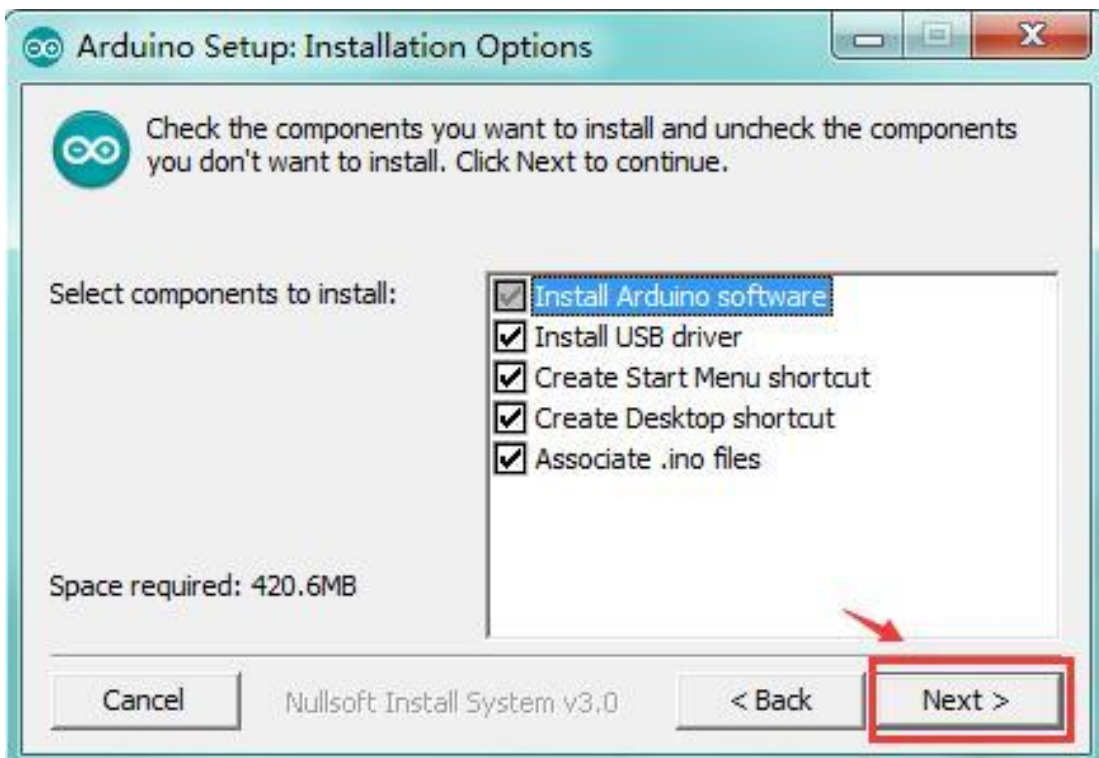 Arduino Setup: Installation Options
Check the components you want to install and uncheck the components
you don't want to install. Click Next to continue.
Select components to install:
Install Arduino software
Install USB driver
Create Start Menu shortcut
Create Desktop shortcut
Associate .ino files
Space required: 420.6MB
Cancel
Nullsoft Install System v3.0
< Back
Next >